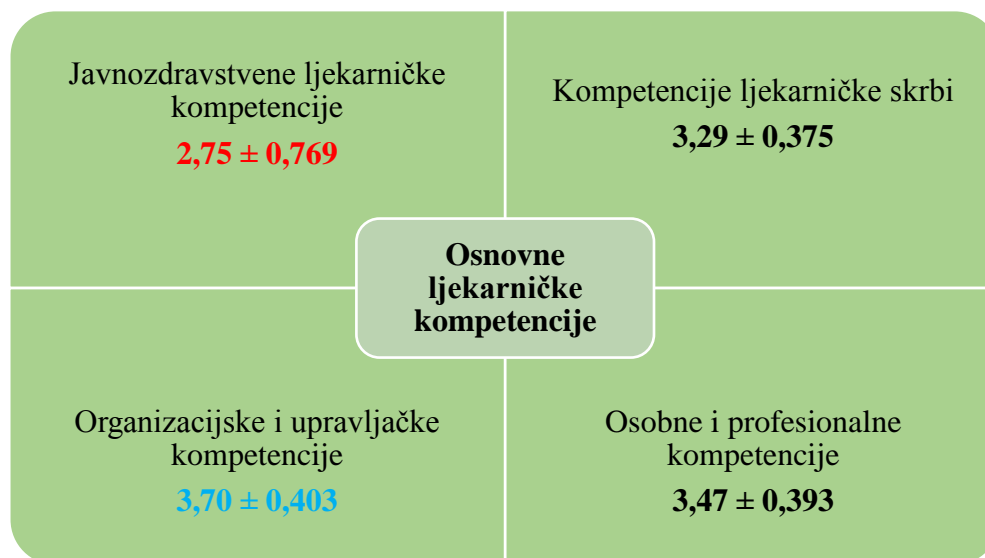 Javnozdravstvene ljekarničke
kompetencije
2,75 ± 0,769
Kompetencije ljekarničke skrbi
3,29 ± 0,375
Osnovne
ljekarničke
kompetencije
Organizacijske i upravljačke
kompetencije
3,70 ± 0,403
Osobne i profesionalne
kompetencije
3,47 ± 0,393